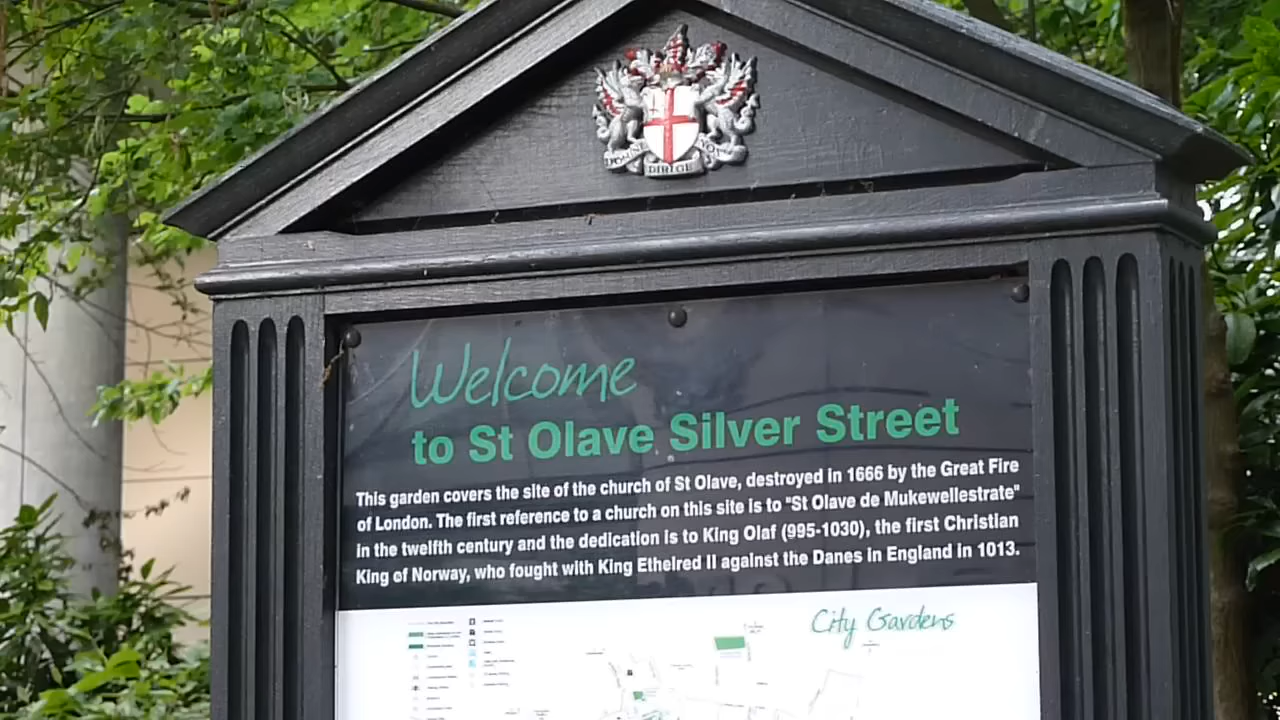 DIRIGE
Welcome
to St Olave Silver Street
This garden covers the site of the church of St Olave, destroyed in 1666 by the Great Fire
of London. The first reference to a church on this site is to "St Olave de Mukewellestrate"
in the twelfth century and the dedication is to King Olaf (995-1030), the first Christian
King of Norway, who fought with King Ethelred II against the Danes in England in 1013.
City Gardens